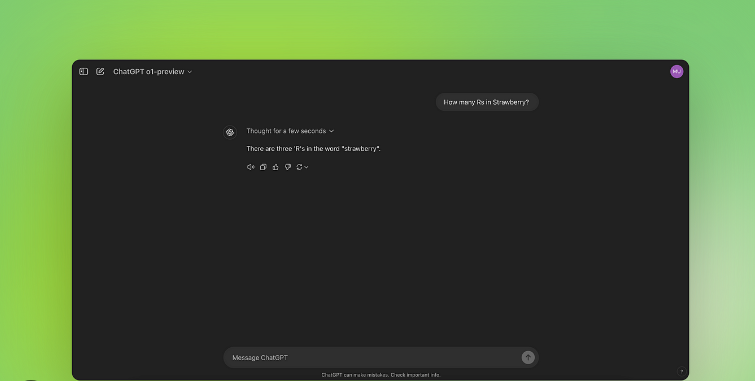 ChatGPT o1-preview
MU
How many Rs in Strawberry?
Thought for a few seconds
There are three 'R's in the word "strawberry".
Message ChatGPT
ChatGPT can make mistakes. Check important info.